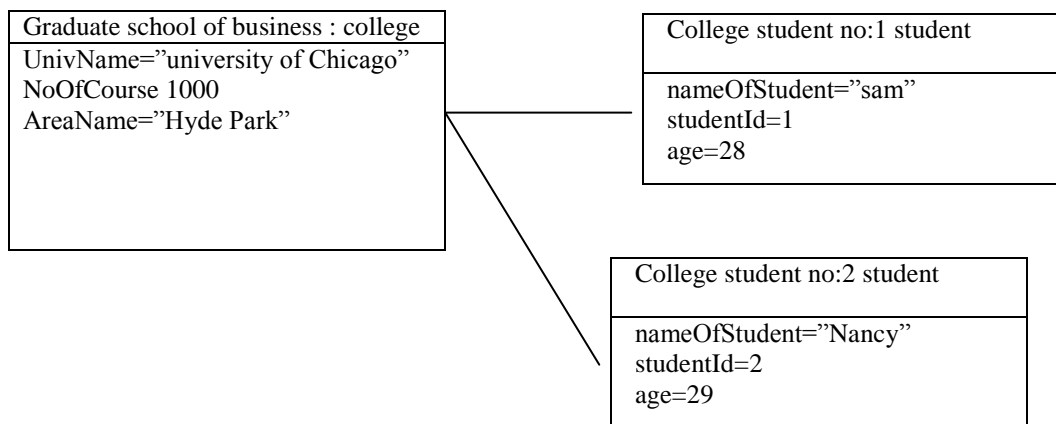 Graduate school of business : college
UnivName=”university of Chicago”
NoOfCourse 1000
AreaName=”Hyde Park”
College student no:1 student
nameOfStudent=”sam”
studentId=1
age=28
College student no:2 student
nameOfStudent=”Nancy”
studentId=2
age=29